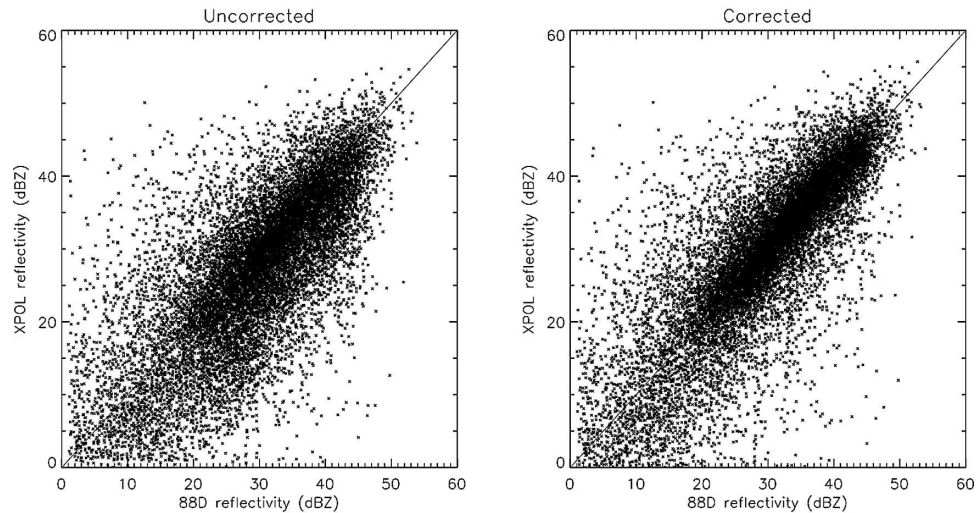 Uncorrected
60
40
20
0
XPOL reflectivity (dBZ)
0 10 20 30 40 50 60
88D reflectivity (dBZ)
Corrected
60
40
20
0
XPOL reflectivity (dBZ)
0 10 20 30 40 50 60
88D reflectivity (dBZ)